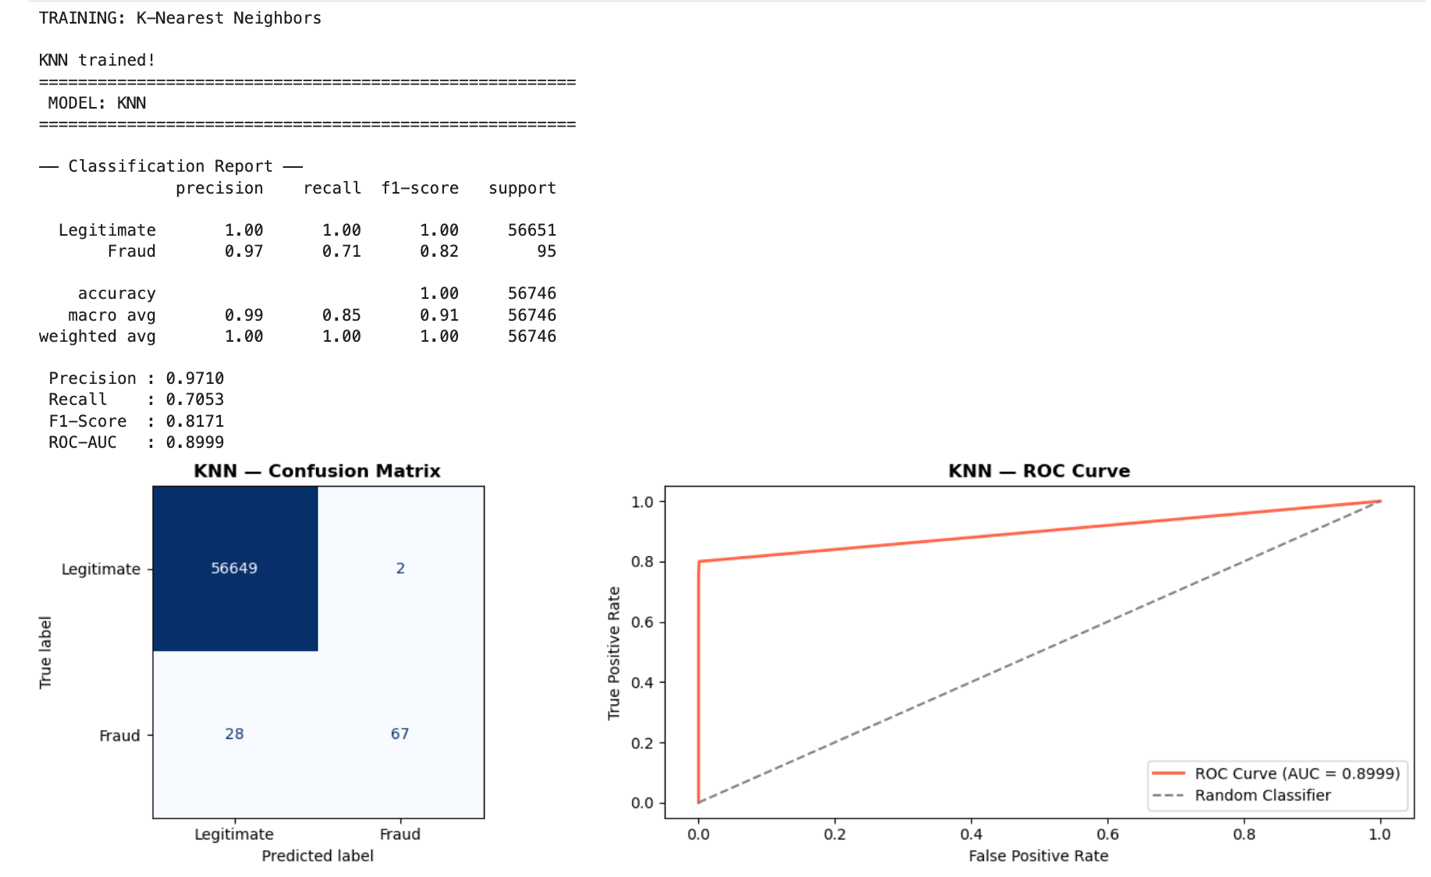 TRAINING: K-Nearest Neighbors
KNN trained!
=======================================================
MODEL: KNN
=======================================================
── Classification Report ──
precision recall f1-score support
Legitimate 1.00 1.00 1.00 56651
Fraud 0.97 0.71 0.82 95
accuracy 1.00 56746
macro avg 0.99 0.85 0.91 56746
weighted avg 1.00 1.00 1.00 56746
Precision : 0.9710
Recall : 0.7053
F1-Score : 0.8171
ROC-AUC : 0.8999
KNN — Confusion Matrix
True label
Legitimate
56649 2
Fraud
28 67
Legitimate Fraud
Predicted label
KNN — ROC Curve
True Positive Rate
1.0
0.8
0.6
0.4
0.2
0.0
ROC Curve (AUC = 0.8999)
Random Classifier
0.0 0.2 0.4 0.6 0.8 1.0
False Positive Rate